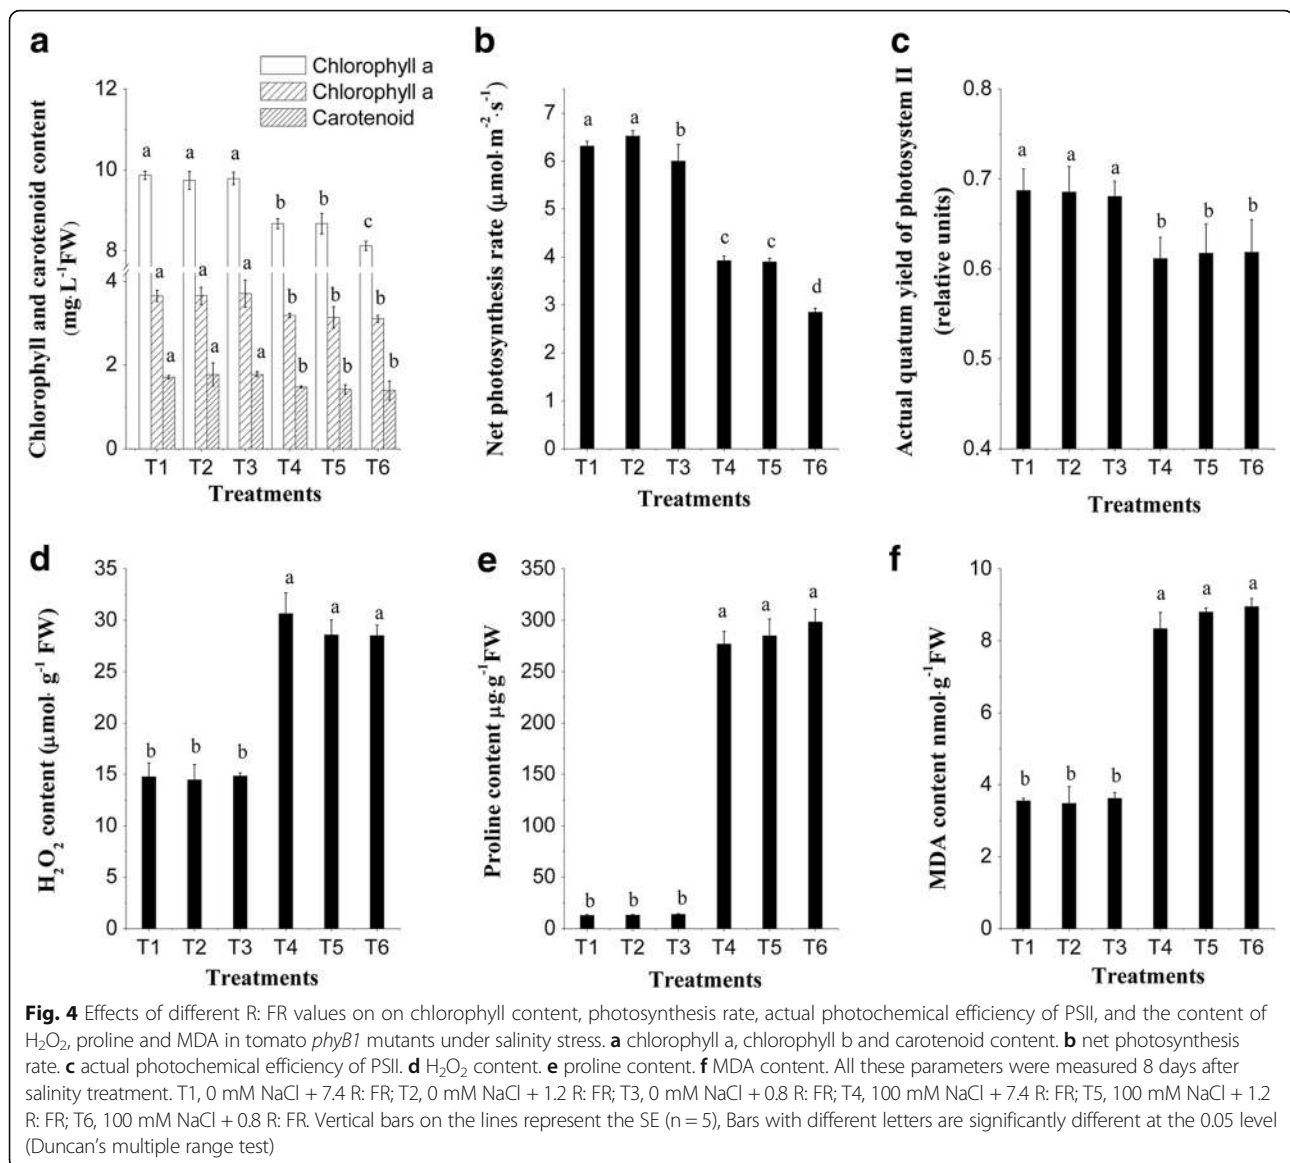 a
Chlorophyll a
Chlorophyll a
Carotenoid
Chlorophyll and carotenoid content
(mg·L⁻¹FW)
12
10
8
4
2
0
a a a b b c
a a a b b b
a a a b b b
T1 T2 T3 T4 T5 T6
Treatments
b
Net photosynthesis rate (μmol·m⁻²·s⁻¹)
7
6
5
4
3
2
1
0
a a b c c d
T1 T2 T3 T4 T5 T6
Treatments
c
Actual quatum yield of photosystem II
(relative units)
0.8
0.7
0.6
0.5
0.4
a a a b b b
T1 T2 T3 T4 T5 T6
Treatments
d
H₂O₂ content (μmol· g⁻¹ FW)
35
30
25
20
15
10
5
0
b b b a a a
T1 T2 T3 T4 T5 T6
Treatments
e
Proline content μg·g⁻¹FW
350
300
250
200
150
100
50
0
b b b a a a
T1 T2 T3 T4 T5 T6
Treatments
f
MDA content nmol·g⁻¹FW
10
8
6
4
2
0
b b b a a a
T1 T2 T3 T4 T5 T6
Treatments
Fig. 4 Effects of different R: FR values on on chlorophyll content, photosynthesis rate, actual photochemical efficiency of PSII, and the content of
H₂O₂, proline and MDA in tomato phyB1 mutants under salinity stress. a chlorophyll a, chlorophyll b and carotenoid content. b net photosynthesis
rate. c actual photochemical efficiency of PSII. d H₂O₂ content. e proline content. f MDA content. All these parameters were measured 8 days after
salinity treatment. T1, 0 mM NaCl + 7.4 R: FR; T2, 0 mM NaCl + 1.2 R: FR; T3, 0 mM NaCl + 0.8 R: FR; T4, 100 mM NaCl + 7.4 R: FR; T5, 100 mM NaCl + 1.2
R: FR; T6, 100 mM NaCl + 0.8 R: FR. Vertical bars on the lines represent the SE (n = 5), Bars with different letters are significantly different at the 0.05 level
(Duncan's multiple range test)